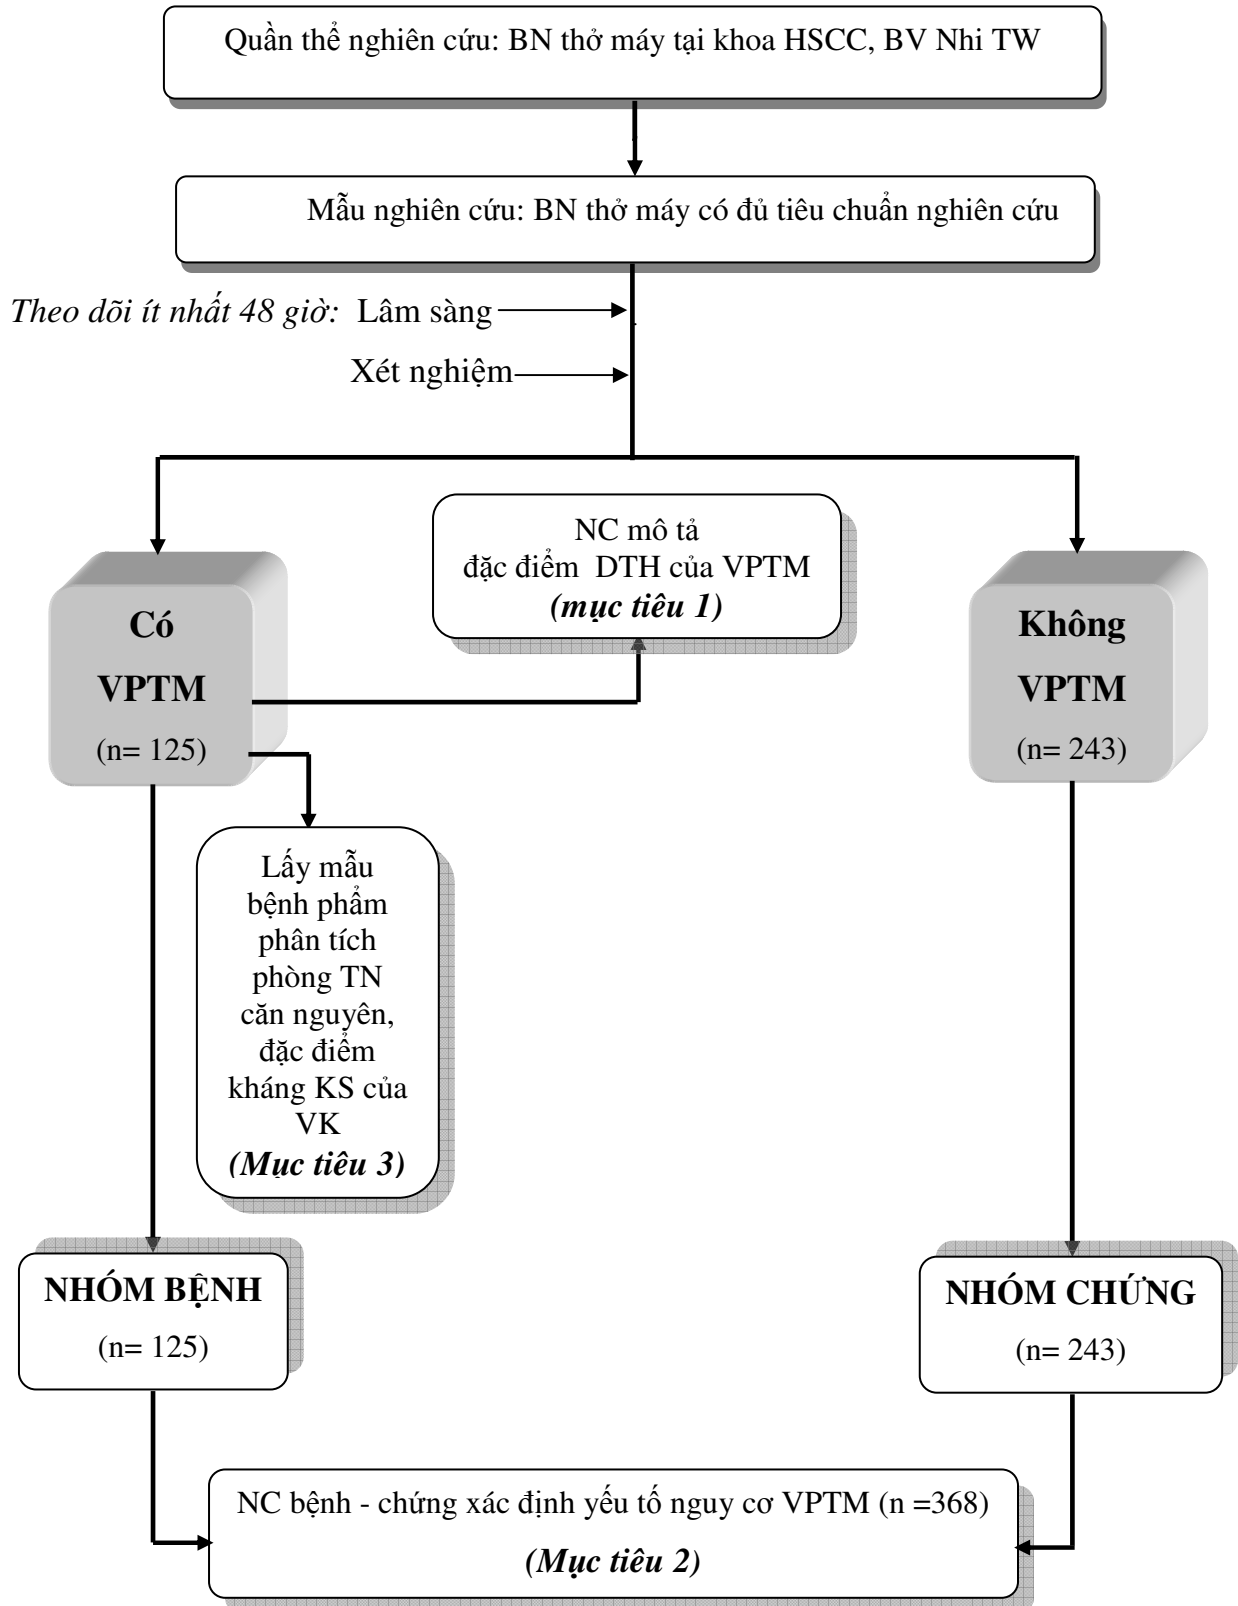 Quần thể nghiên cứu: BN thở máy tại khoa HSCC, BV Nhi TW
Mẫu nghiên cứu: BN thở máy có đủ tiêu chuẩn nghiên cứu
Theo dõi ít nhất 48 giờ: Lâm sàng
Xét nghiệm
NC mô tả
đặc điểm DTH của VPTM
(mục tiêu 1)
Có
VPTM
(n= 125)
Không
VPTM
(n= 243)
Lấy mẫu
bệnh phẩm
phân tích
phòng TN
căn nguyên,
đặc điểm
kháng KS của
VK
(Mục tiêu 3)
NHÓM BỆNH
(n= 125)
NHÓM CHỨNG
(n= 243)
NC bệnh - chứng xác định yếu tố nguy cơ VPTM (n =368)
(Mục tiêu 2)